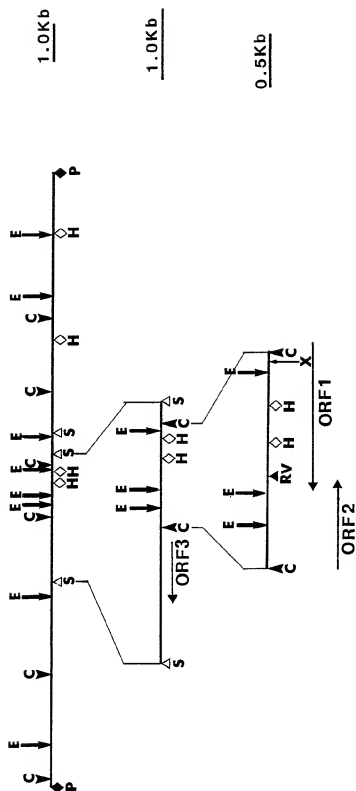 C E C E C E E E C E C C E E 1.0Kb
P S HH S S H H P
E E E 1.0Kb
S C H H C S
ORF3
E E E 0.5Kb
C RV H H X C
ORF1
ORF2